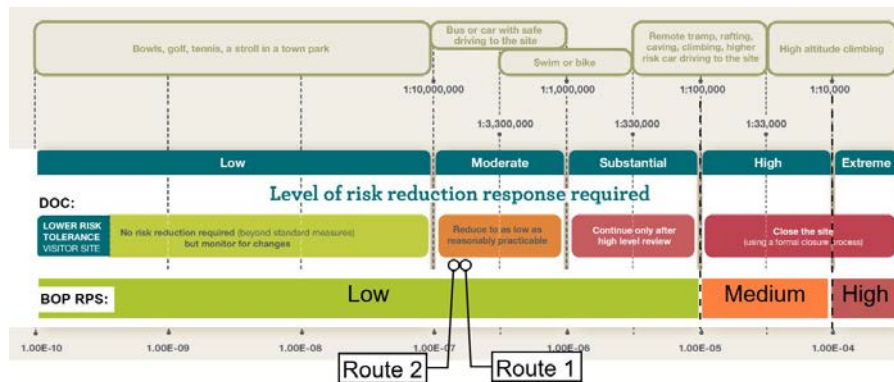 Bowls, golf, tennis, a stroll in a town park
Bus or car with safe
driving to the site
Swim or bike
Remote tramp, rafting,
caving, climbing, higher
risk car driving to the site
High altitude climbing
1:10,000,000
1:1,000,000
1:100,000
1:10,000
1:3,300,000
1:330,000
1:33,000
Low
Moderate
Substantial
High
Extreme
Level of risk reduction response required
DOC:
LOWER RISK
TOLERANCE
VISITOR SITE
No risk reduction required (beyond standard measures)
but monitor for changes
Reduce to as low as
reasonably practicable
Continue only after
high level review
Close the site
(using a formal closure process)
BOP RPS:
Low
Medium
High
1.00E-10
1.00E-09
1.00E-08
1.00E-07
1.00E-06
1.00E-05
1.00E-04
Route 2
Route 1